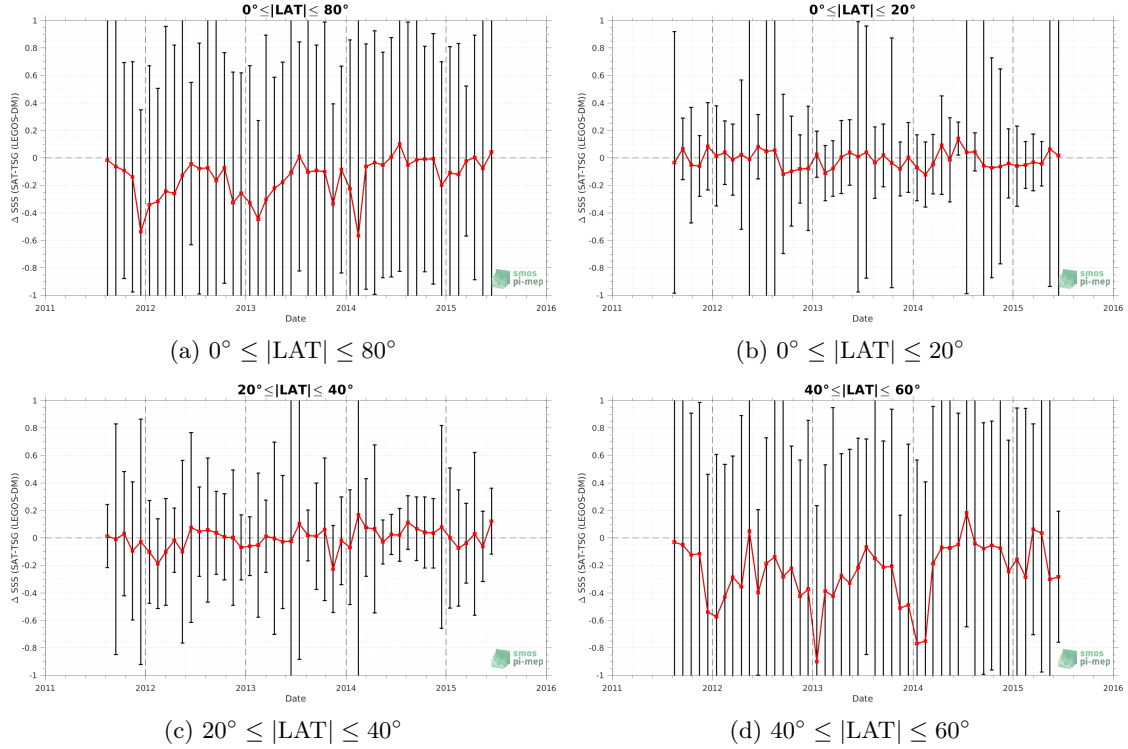 0°≤|LAT|≤ 80°
Δ SSS (SAT-TSG (LEGOS-DM))
1
0.8
0.6
0.4
0.2
0
-0.2
-0.4
-0.6
-0.8
-1
2011 2012 2013 2014 2015 2016
Date
smos
pi-mep
(a) 0° ≤ |LAT| ≤ 80°
0°≤|LAT|≤ 20°
Δ SSS (SAT-TSG (LEGOS-DM))
1
0.8
0.6
0.4
0.2
0
-0.2
-0.4
-0.6
-0.8
-1
2011 2012 2013 2014 2015 2016
Date
smos
pi-mep
(b) 0° ≤ |LAT| ≤ 20°
20°≤|LAT|≤ 40°
Δ SSS (SAT-TSG (LEGOS-DM))
1
0.8
0.6
0.4
0.2
0
-0.2
-0.4
-0.6
-0.8
-1
2011 2012 2013 2014 2015 2016
Date
smos
pi-mep
(c) 20° ≤ |LAT| ≤ 40°
40°≤|LAT|≤ 60°
Δ SSS (SAT-TSG (LEGOS-DM))
1
0.8
0.6
0.4
0.2
0
-0.2
-0.4
-0.6
-0.8
-1
2011 2012 2013 2014 2015 2016
Date
smos
pi-mep
(d) 40° ≤ |LAT| ≤ 60°